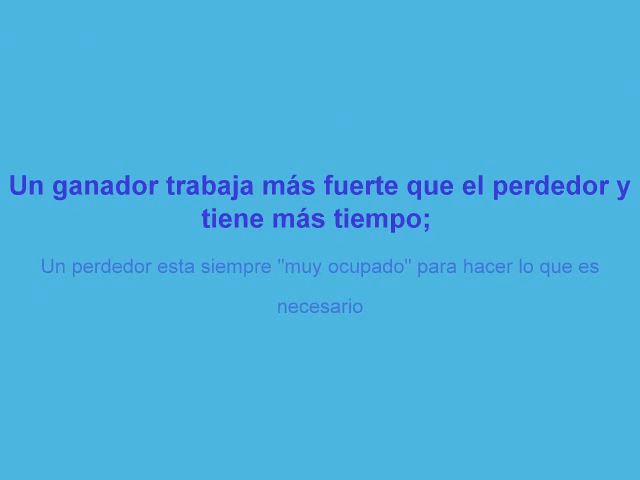 Un ganador trabaja más fuerte que el perdedor y
tiene más tiempo;
Un perdedor esta siempre "muy ocupado" para hacer lo que es
necesario